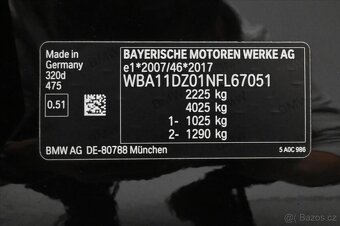 Made in
Germany
320d
475
0.51
BAYERISCHE MOTOREN WERKE AG
e1*2007/46*2017
WBA11DZ01NFL67051
2225 kg
4025 kg
1- 1025 kg
2- 1290 kg
BMW AG DE-80788 München
5 A0C 986
Bazoš.cz